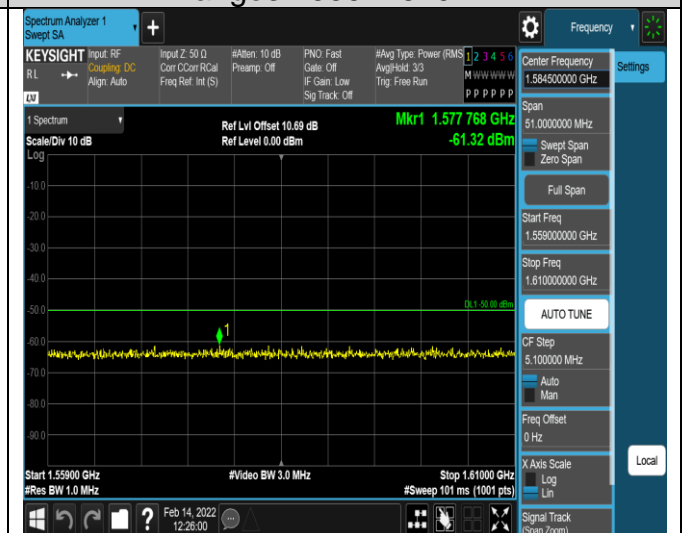 Spectrum Analyzer 1
Swept SA
+
Frequency
KEYSIGHT
RL
Input: RF
Coupling: DC
Align: Auto
Input Z: 50 Ω
Corr CCorr RCal
Freq Ref: Int (S)
#Atten: 10 dB
Preamp: Off
PNO: Fast
Gate: Off
IF Gain: Low
Sig Track: Off
#Avg Type: Power (RMS
Avg|Hold: 3/3
Trig: Free Run
1 2 3 4 5 6
M W W W W W
P P P P P P
LXI
1 Spectrum
Scale/Div 10 dB
Log
Ref Lvl Offset 10.69 dB
Ref Level 0.00 dBm
Mkr1 1.577 768 GHz
-61.32 dBm
-10.0
-20.0
-30.0
-40.0
-50.0
-60.0
-70.0
-80.0
-90.0
DL1 -50.00 dBm
1
Start 1.55900 GHz
#Res BW 1.0 MHz
#Video BW 3.0 MHz
Stop 1.61000 GHz
#Sweep 101 ms (1001 pts)
Center Frequency
1.584500000 GHz
Span
51.0000000 MHz
Swept Span
Zero Span
Full Span
Start Freq
1.559000000 GHz
Stop Freq
1.610000000 GHz
AUTO TUNE
CF Step
5.100000 MHz
Auto
Man
Freq Offset
0 Hz
X Axis Scale
Log
Lin
Signal Track
(Span Zoom)
Settings
Local
?
Feb 14, 2022
12:26:00